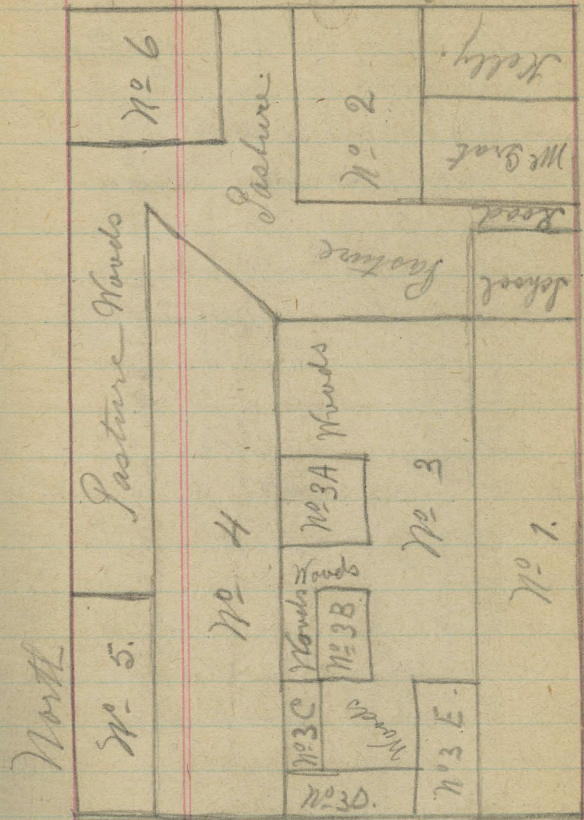 North
No 5.
Pasture Woods
No 6
No 4
Pasture
No 2
Kelly.
McGrat
Road
School
Pasture
No 3C
Woods
No 3B
No 3A
Woods
No 3D.
Woods
No 3 E.
No 3
No 1.